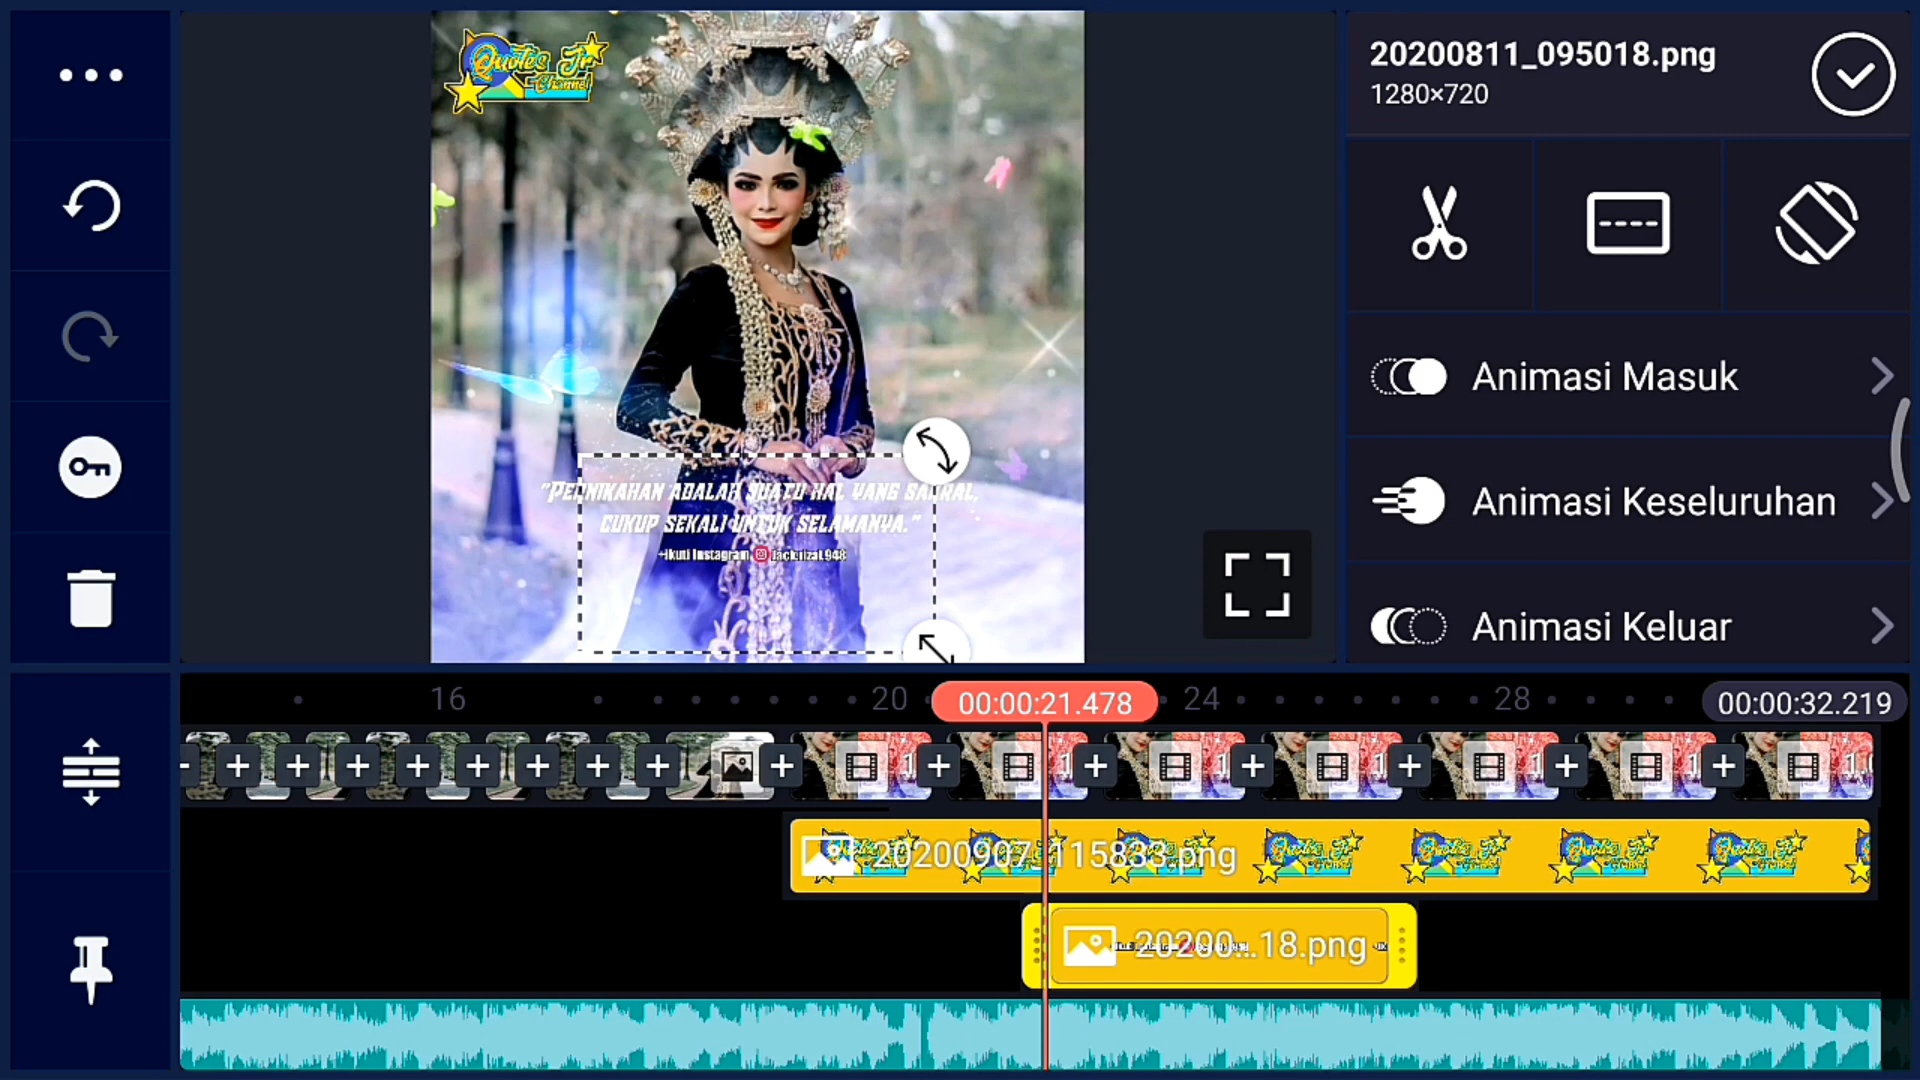 20200811_095018.png
1280×720
Quotes Jr
Channel
"Pernikahan adalah suatu hal yang sakral,
cukup sekali untuk selamanya."
Animasi Masuk
Animasi Keseluruhan
Animasi Keluar
16
20
00:00:21.478
24
28
00:00:32.219
20200907_115833.png
20200...18.png